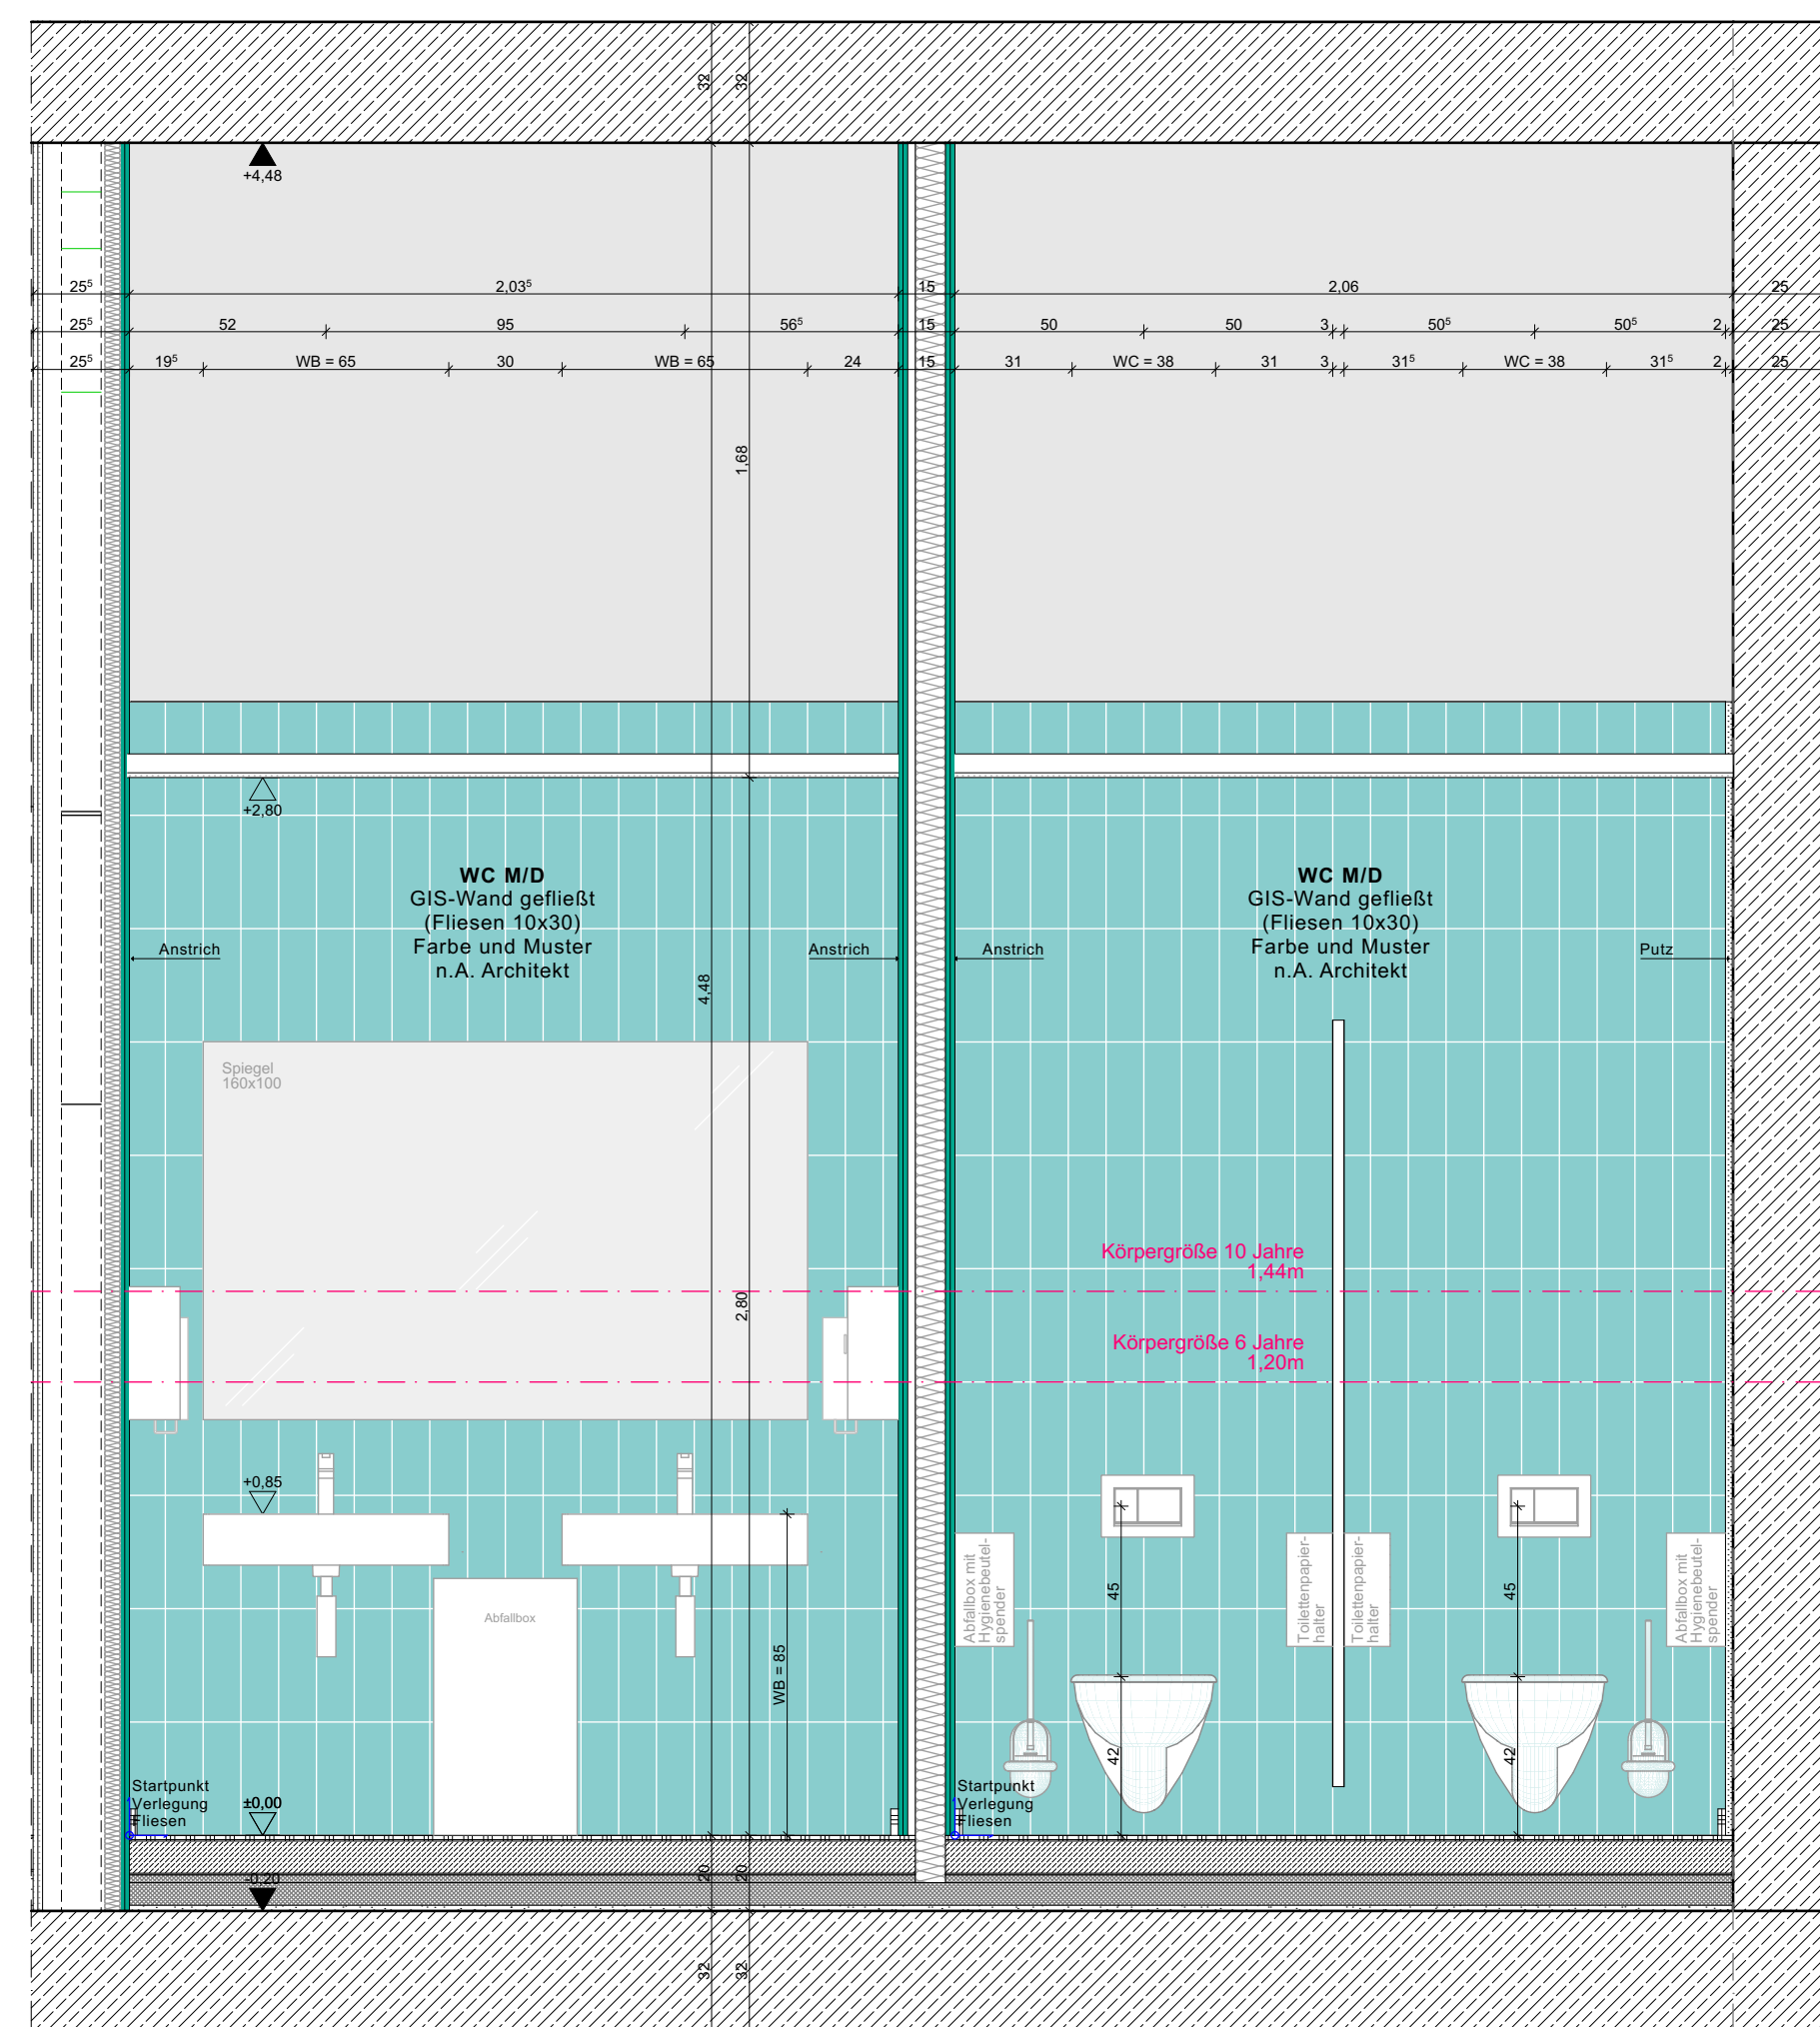 32
32
+4,48
25⁵ 2,03⁵ 15 2,06 25
25⁵ 52 95 56⁵ 15 50 50 3 50⁵ 50⁵ 2 25
25⁵ 19⁵ WB = 65 30 WB = 65 24 15 31 WC = 38 31 3 31⁵ WC = 38 31⁵ 2 25
1,68
+2,80
WC M/D
GIS-Wand gefließt
(Fliesen 10x30)
Farbe und Muster
n.A. Architekt
WC M/D
GIS-Wand gefließt
(Fliesen 10x30)
Farbe und Muster
n.A. Architekt
Anstrich
Anstrich
Anstrich
Putz
4,48
Spiegel
160x100
Körpergröße 10 Jahre
1,44m
2,80
Körpergröße 6 Jahre
1,20m
+0,85
Abfallbox
WB = 85
Abfallbox mit
Hygienebeutel-
spender
Toilettenpapier-
halter
Toilettenpapier-
halter
Abfallbox mit
Hygienebeutel-
spender
45
45
42
42
Startpunkt
Verlegung
Fliesen
±0,00
Startpunkt
Verlegung
Fliesen
-0,20
20
20
32
32